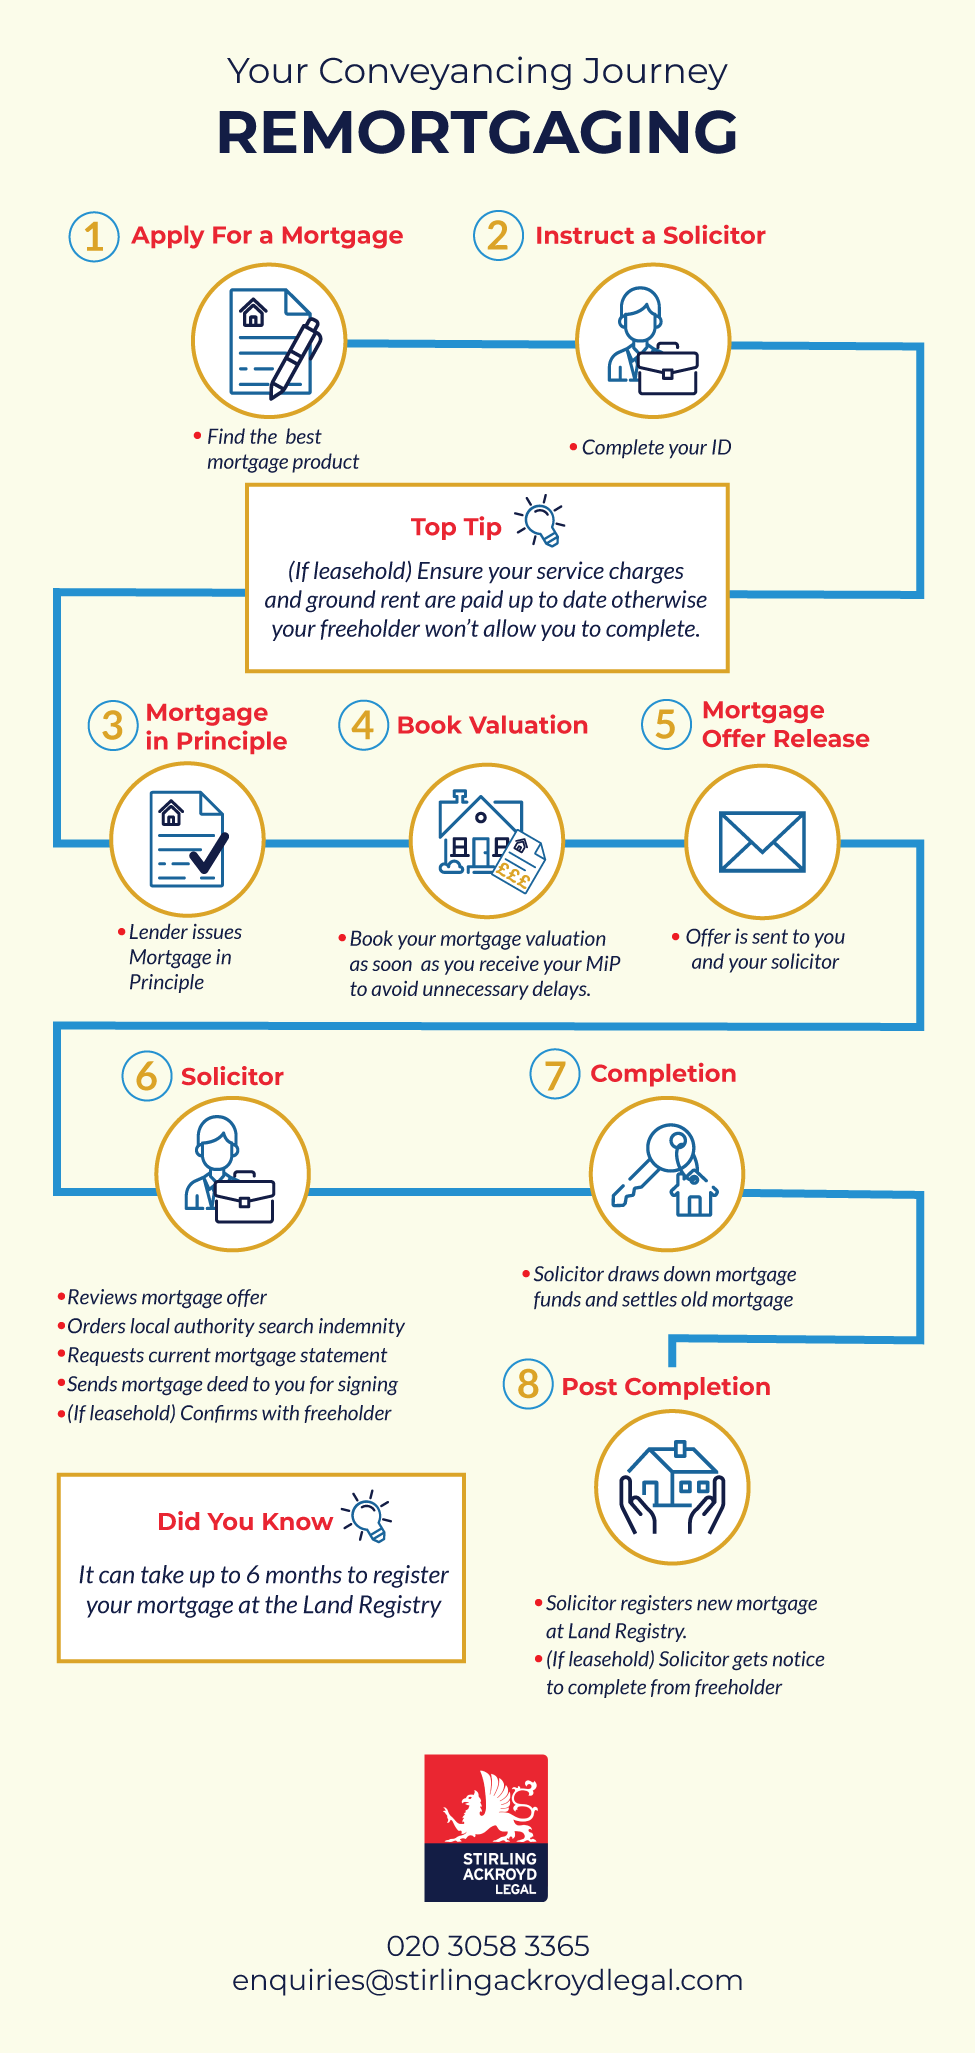 Your Conveyancing Journey
REMORTGAGING
1 Apply For a Mortgage
• Find the best
mortgage product
2 Instruct a Solicitor
• Complete your ID
Top Tip
(If leasehold) Ensure your service charges
and ground rent are paid up to date otherwise
your freeholder won't allow you to complete.
3 Mortgage
in Principle
• Lender issues
Mortgage in
Principle
4 Book Valuation
£££
• Book your mortgage valuation
as soon as you receive your MiP
to avoid unnecessary delays.
5 Mortgage
Offer Release
• Offer is sent to you
and your solicitor
6 Solicitor
• Reviews mortgage offer
• Orders local authority search indemnity
• Requests current mortgage statement
• Sends mortgage deed to you for signing
• (If leasehold) Confirms with freeholder
7 Completion
• Solicitor draws down mortgage
funds and settles old mortgage
8 Post Completion
• Solicitor registers new mortgage
at Land Registry.
• (If leasehold) Solicitor gets notice
to complete from freeholder
Did You Know
It can take up to 6 months to register
your mortgage at the Land Registry
STIRLING
ACKROYD
LEGAL
020 3058 3365
enquiries@stirlingackroydlegal.com